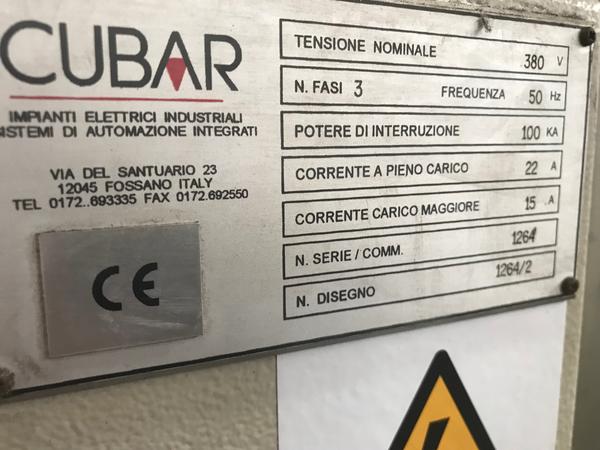 CUBAR
IMPIANTI ELETTRICI INDUSTRIALI
SISTEMI DI AUTOMAZIONE INTEGRATI
VIA DEL SANTUARIO 23
12045 FOSSANO ITALY
TEL 0172..693335 FAX 0172.692550
CE
TENSIONE NOMINALE 380 V
N. FASI 3 FREQUENZA 50 Hz
POTERE DI INTERRUZIONE 100 KA
CORRENTE A PIENO CARICO 22 A
CORRENTE CARICO MAGGIORE 15 .A
N. SERIE / COMM. 1264
N. DISEGNO 1264/2